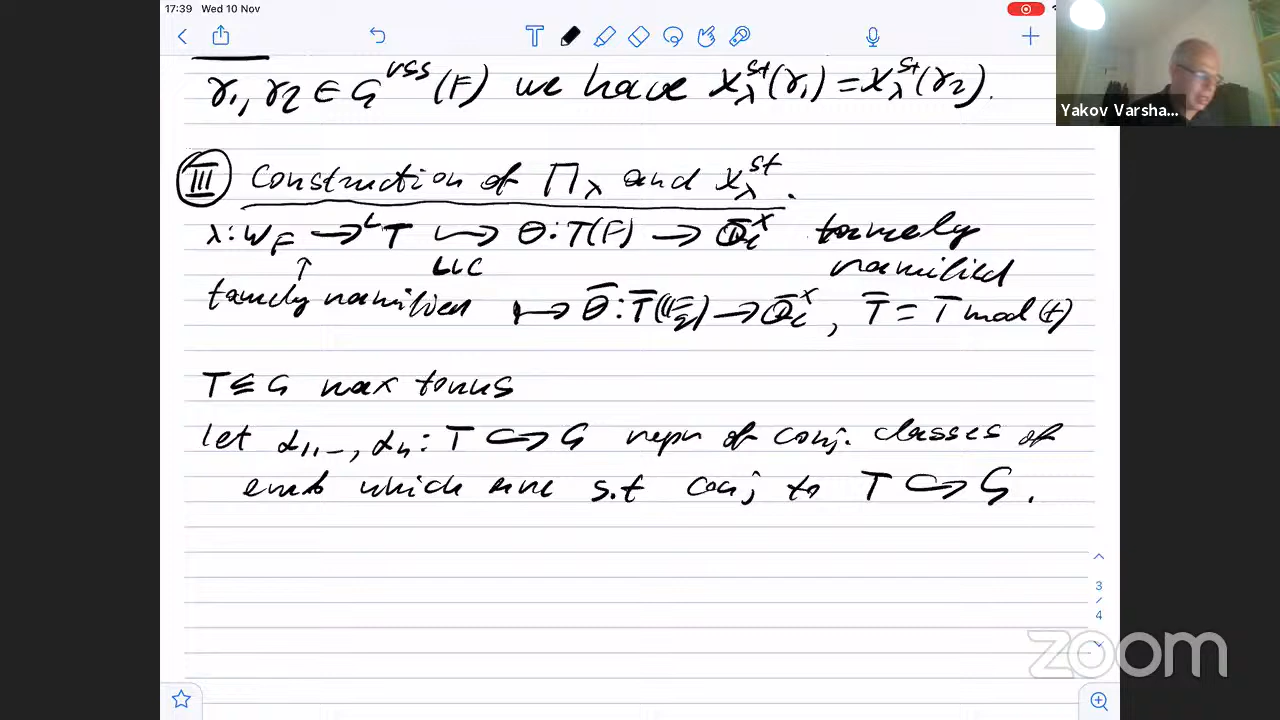 17:39 Wed 10 Nov
γ₁, γ₂ ∈ G^rss (F) we have χ_λ^st(γ₁) = χ_λ^st(γ₂).
Yakov Varsha...
III Construction of Π_λ and χ_λ^st.
λ: W_F → ^L T ↦ θ: T(F) → Q̄_l^× tamely
↑ LLC ramified
tamely ramified ↦ θ̄: T̄(F_q) → Q̄_l^×, T̄ = T mod (t)
T ⊆ G max torus
let α₁, -, αₙ: T ↪ G repr of conj. classes of
emb which are s.t conj to T ↪ G.
3
/
4
zoom